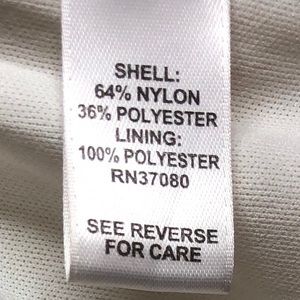 SHELL:
64% NYLON
36% POLYESTER
LINING:
100% POLYESTER
RN37080
SEE REVERSE
FOR CARE